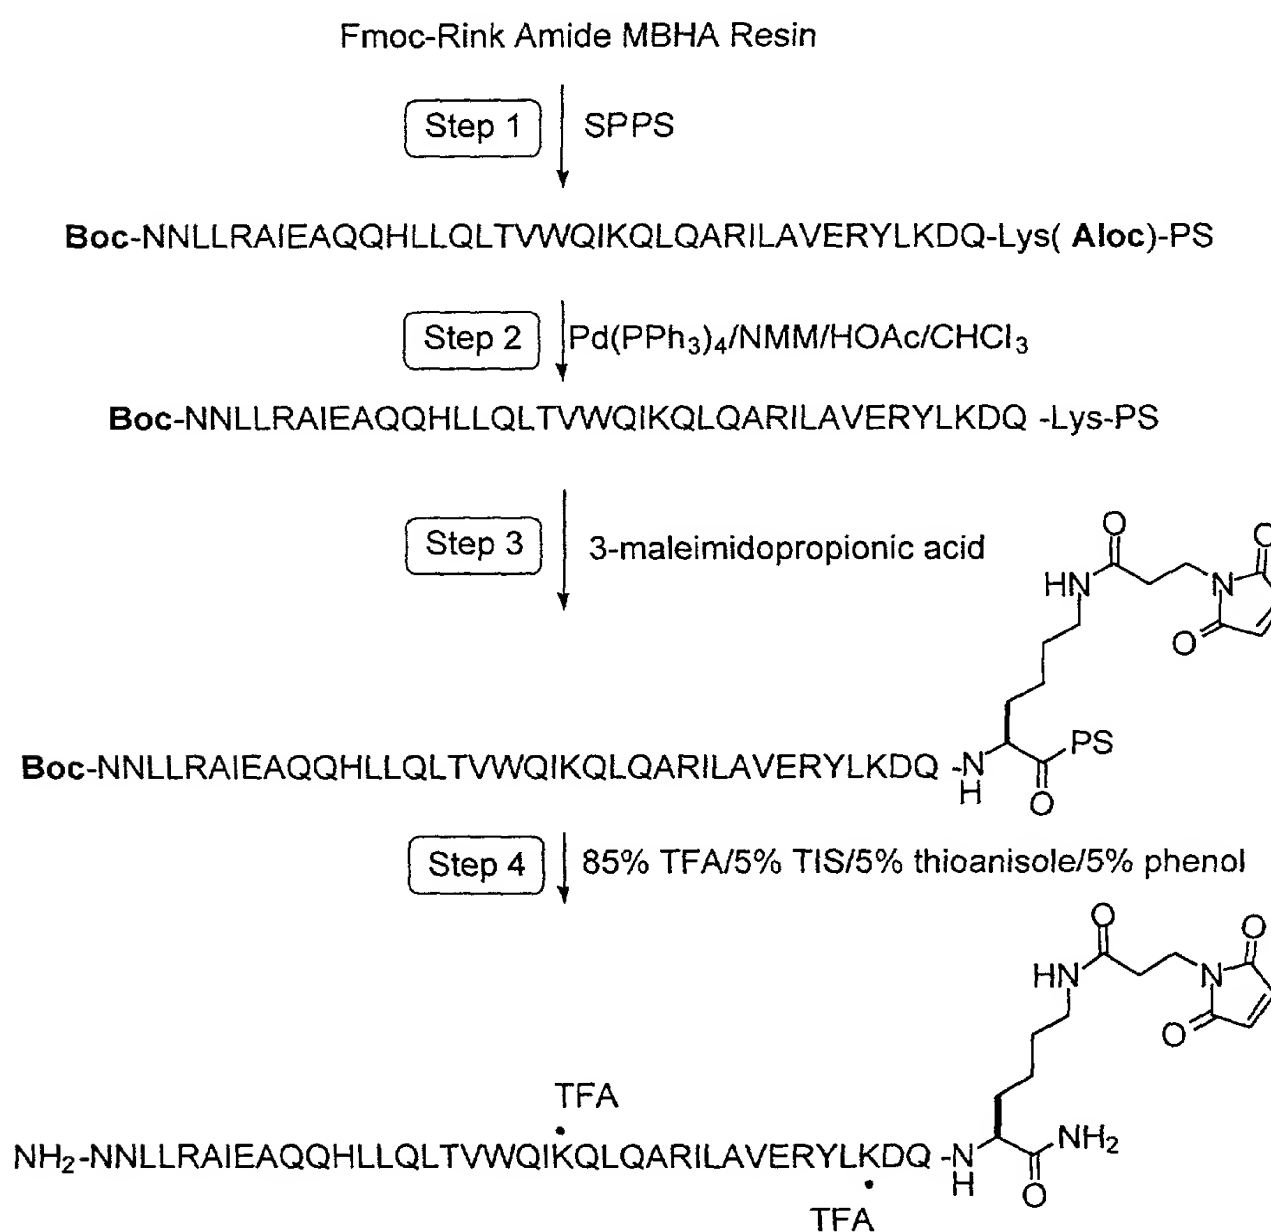 Fmoc-Rink Amide MBHA Resin
Step 1 SPPS
Boc-NNLLRAIEAQQHLLQLTVWQIKQLQARILAVERYLKDQ-Lys( Aloc)-PS
Step 2 Pd(PPh3)4/NMM/HOAc/CHCl3
Boc-NNLLRAIEAQQHLLQLTVWQIKQLQARILAVERYLKDQ -Lys-PS
Step 3 3-maleimidopropionic acid
O
O
HN
N
O
PS
Boc-NNLLRAIEAQQHLLQLTVWQIKQLQARILAVERYLKDQ -N
H
O
Step 4 85% TFA/5% TIS/5% thioanisole/5% phenol
O
O
HN
N
O
TFA
NH2-NNLLRAIEAQQHLLQLTVWQIKQLQARILAVERYLKDQ -N
NH2
H
O
TFA